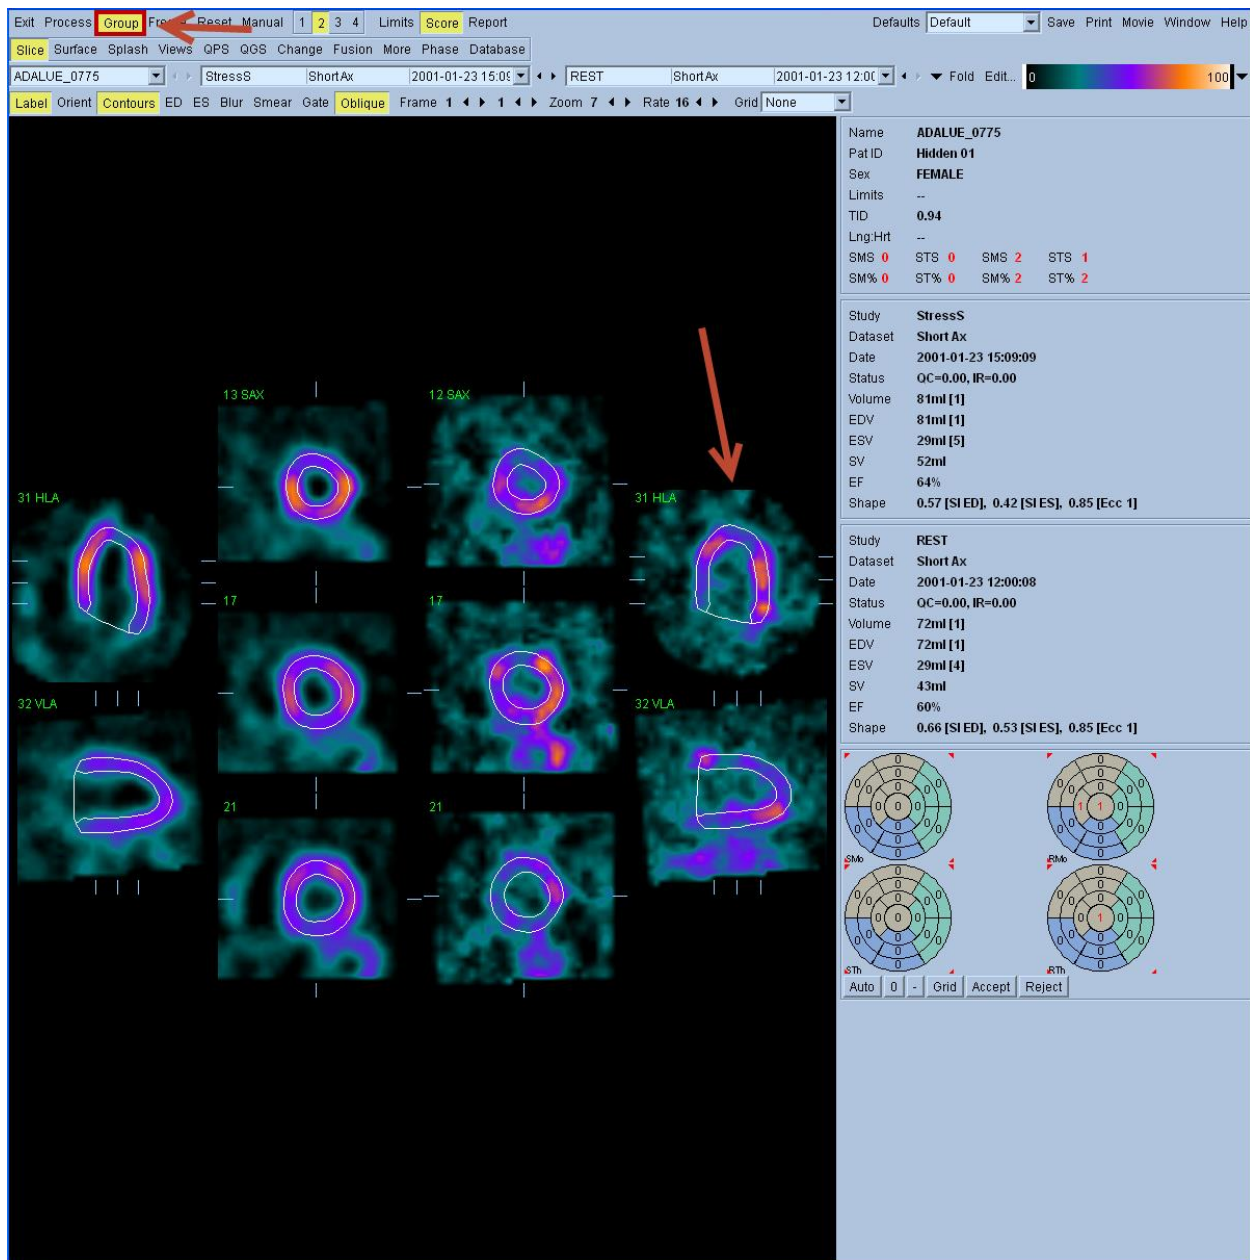 Exit Process Group Reset Manual 1 2 3 4 Limits Score Report Defaults Default Save Print Movie Window Help
Slice Surface Splash Views QPS QGS Change Fusion More Phase Database
ADALUE_0775 StressS ShortAx 2001-01-23 15:09 REST ShortAx 2001-01-23 12:00 Fold Edit... 0 100
Label Orient Contours ED ES Blur Smear Gate Oblique Frame 1 1 Zoom 7 Rate 16 Grid None
Name ADALUE_0775
Pat ID Hidden 01
Sex FEMALE
Limits --
TID 0.94
Lng:Hrt --
SMS 0 STS 0 SMS 2 STS 1
SM% 0 ST% 0 SM% 2 ST% 2
Study StressS
Dataset Short Ax
Date 2001-01-23 15:09:09
Status QC=0.00, IR=0.00
Volume 81ml [1]
EDV 81ml [1]
ESV 29ml [5]
SV 52ml
EF 64%
Shape 0.57 [SI ED], 0.42 [SI ES], 0.85 [Ecc 1]
Study REST
Dataset Short Ax
Date 2001-01-23 12:00:08
Status QC=0.00, IR=0.00
Volume 72ml [1]
EDV 72ml [1]
ESV 29ml [4]
SV 43ml
EF 60%
Shape 0.66 [SI ED], 0.53 [SI ES], 0.85 [Ecc 1]
13 SAX 12 SAX
31 HLA 31 HLA
17 17
32 VLA 32 VLA
21 21
SMo RMo
STh RTh
Auto 0 - Grid Accept Reject